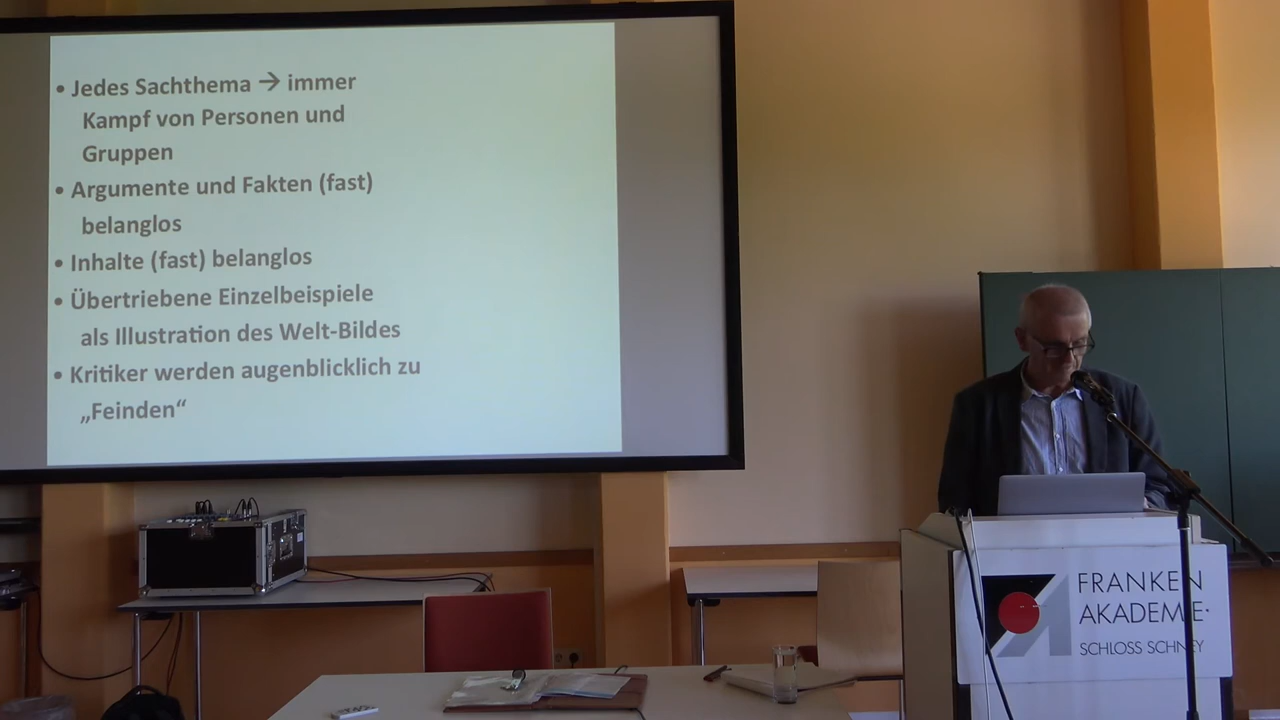 • Jedes Sachthema → immer
Kampf von Personen und
Gruppen
• Argumente und Fakten (fast)
belanglos
• Inhalte (fast) belanglos
• Übertriebene Einzelbeispiele
als Illustration des Welt-Bildes
• Kritiker werden augenblicklich zu
„Feinden“
FRANKEN
AKADEMIE
SCHLOSS SCHNEY